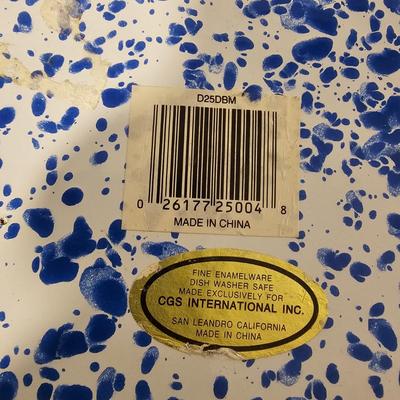 D25DBM
0 26177 25004 8
MADE IN CHINA
FINE ENAMELWARE
DISH WASHER SAFE
MADE EXCLUSIVELY FOR
CGS INTERNATIONAL INC.
SAN LEANDRO CALIFORNIA
MADE IN CHINA